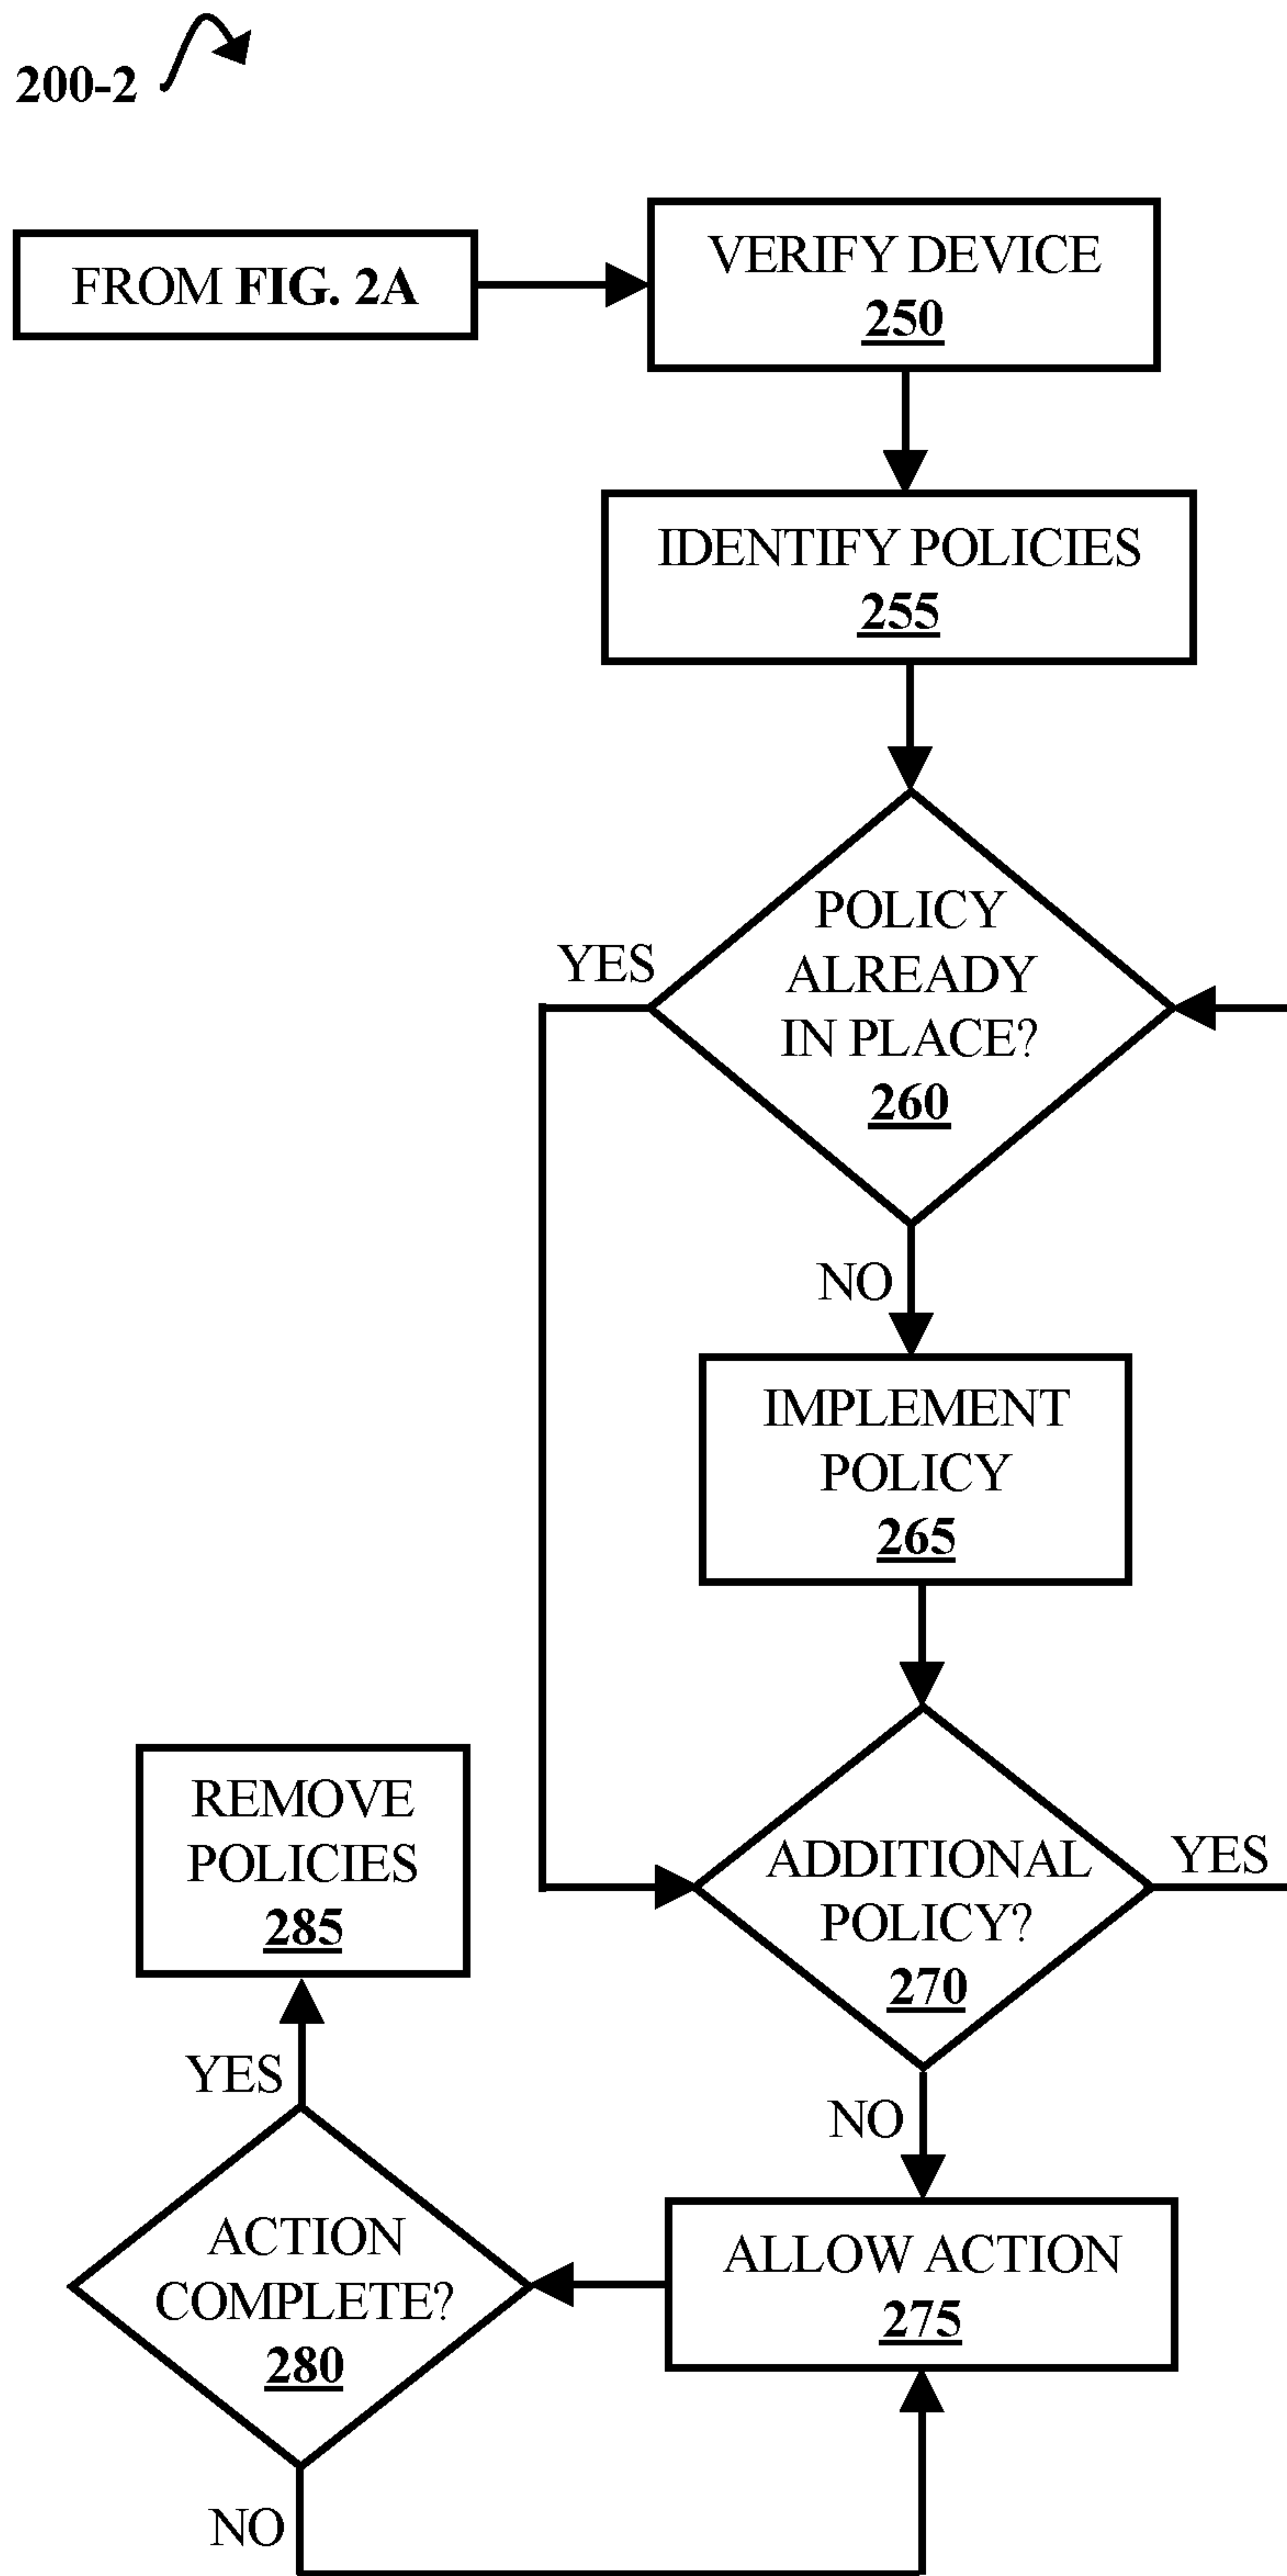 200-2
FROM FIG. 2A
VERIFY DEVICE
250
IDENTIFY POLICIES
255
POLICY
ALREADY
IN PLACE?
260
YES
NO
IMPLEMENT
POLICY
265
ADDITIONAL
POLICY?
270
YES
NO
ALLOW ACTION
275
ACTION
COMPLETE?
280
YES
NO
REMOVE
POLICIES
285